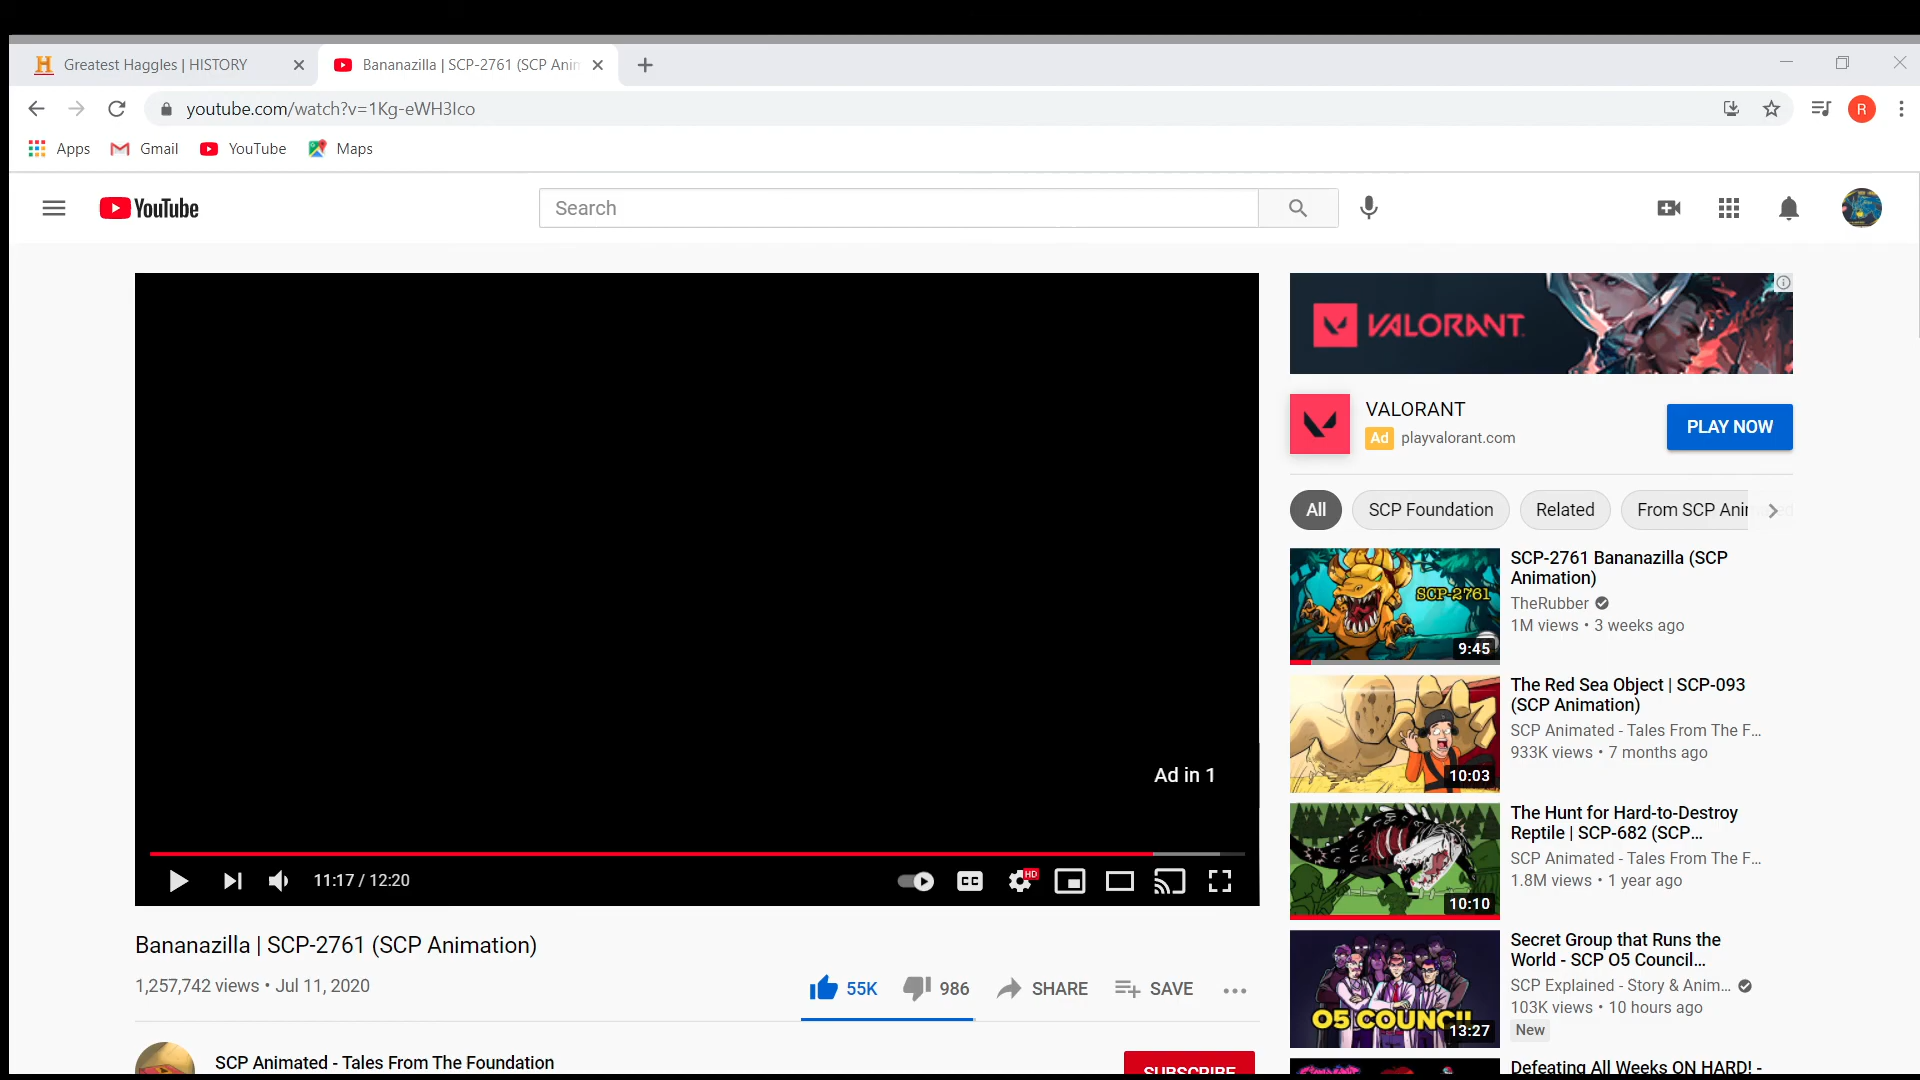 Greatest Haggles | HISTORY
Bananazilla | SCP-2761 (SCP Anin
youtube.com/watch?v=1Kg-eWH3Ico
R
Apps
Gmail
YouTube
Maps
YouTube
Search
VALORANT
VALORANT
Ad playvalorant.com
PLAY NOW
All
SCP Foundation
Related
From SCP Anim
SCP-2761
9:45
SCP-2761 Bananazilla (SCP
Animation)
TheRubber
1M views • 3 weeks ago
10:03
The Red Sea Object | SCP-093
(SCP Animation)
SCP Animated - Tales From The F...
933K views • 7 months ago
10:10
The Hunt for Hard-to-Destroy
Reptile | SCP-682 (SCP...
SCP Animated - Tales From The F...
1.8M views • 1 year ago
O5 COUNCIL
13:27
Secret Group that Runs the
World - SCP O5 Council...
SCP Explained - Story & Anim...
103K views • 10 hours ago
New
Defeating All Weeks ON HARD! -
Ad in 1
11:17 / 12:20
CC
HD
Bananazilla | SCP-2761 (SCP Animation)
1,257,742 views • Jul 11, 2020
55K
986
SHARE
SAVE
SCP Animated - Tales From The Foundation
SUBSCRIBE